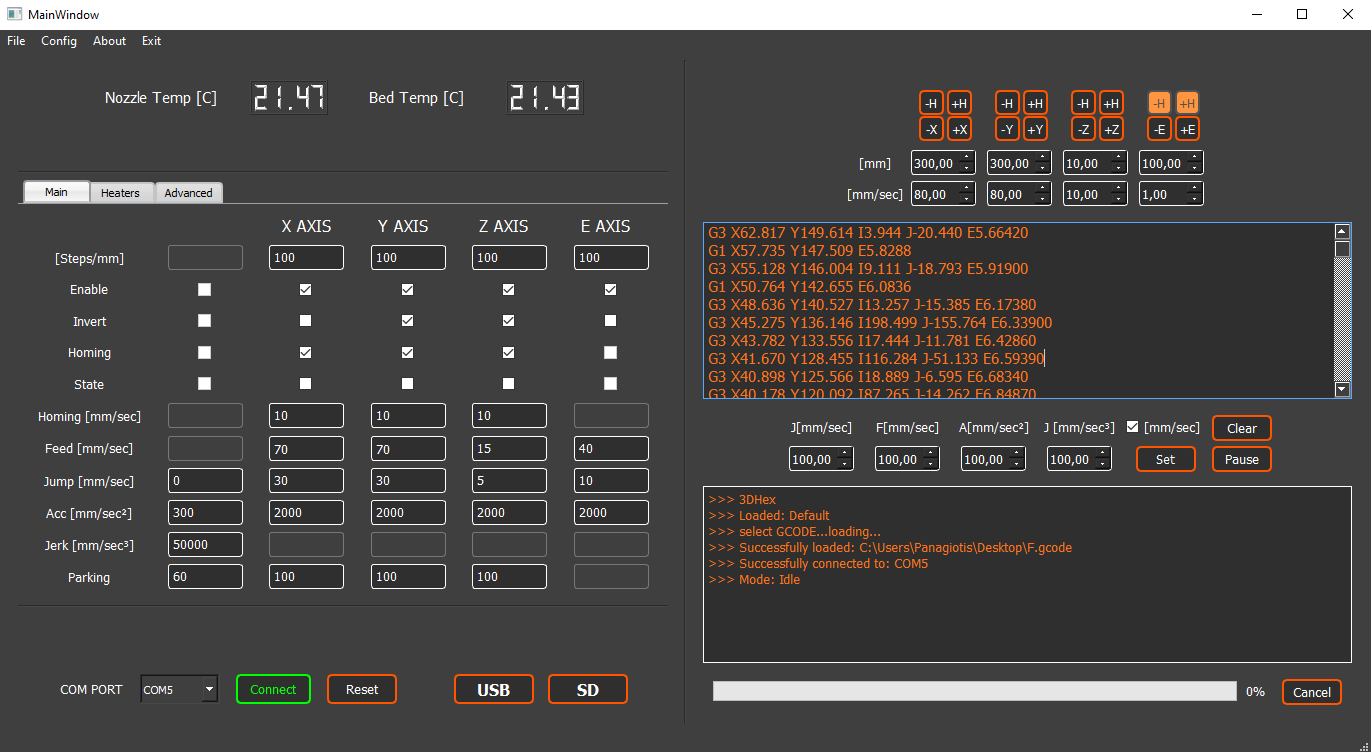 MainWindow
File Config About Exit
Nozzle Temp [C] 21.47 Bed Temp [C] 21.43
Main Heaters Advanced
X AXIS Y AXIS Z AXIS E AXIS
[Steps/mm] 100 100 100 100
Enable
Invert
Homing
State
Homing [mm/sec] 10 10 10
Feed [mm/sec] 70 70 15 40
Jump [mm/sec] 0 30 30 5 10
Acc [mm/sec²] 300 2000 2000 2000 2000
Jerk [mm/sec³] 50000
Parking 60 100 100 100
COM PORT COM5 Connect Reset USB SD
-H +H -H +H -H +H -H +H
-X +X -Y +Y -Z +Z -E +E
[mm] 300,00 300,00 10,00 100,00
[mm/sec] 80,00 80,00 10,00 1,00
G3 X62.817 Y149.614 I3.944 J-20.440 E5.66420
G1 X57.735 Y147.509 E5.8288
G3 X55.128 Y146.004 I9.111 J-18.793 E5.91900
G1 X50.764 Y142.655 E6.0836
G3 X48.636 Y140.527 I13.257 J-15.385 E6.17380
G3 X45.275 Y136.146 I198.499 J-155.764 E6.33900
G3 X43.782 Y133.556 I17.444 J-11.781 E6.42860
G3 X41.670 Y128.455 I116.284 J-51.133 E6.59390
G3 X40.898 Y125.566 I18.889 J-6.595 E6.68340
G3 X40.178 Y120.092 I87.265 J-14.262 E6.84870
J[mm/sec] F[mm/sec] A[mm/sec²] J [mm/sec³] [mm/sec] Clear
100,00 100,00 100,00 100,00 Set Pause
>>> 3DHex
>>> Loaded: Default
>>> select GCODE...loading...
>>> Successfully loaded: C:\Users\Panagiotis\Desktop\F.gcode
>>> Successfully connected to: COM5
>>> Mode: Idle
0% Cancel